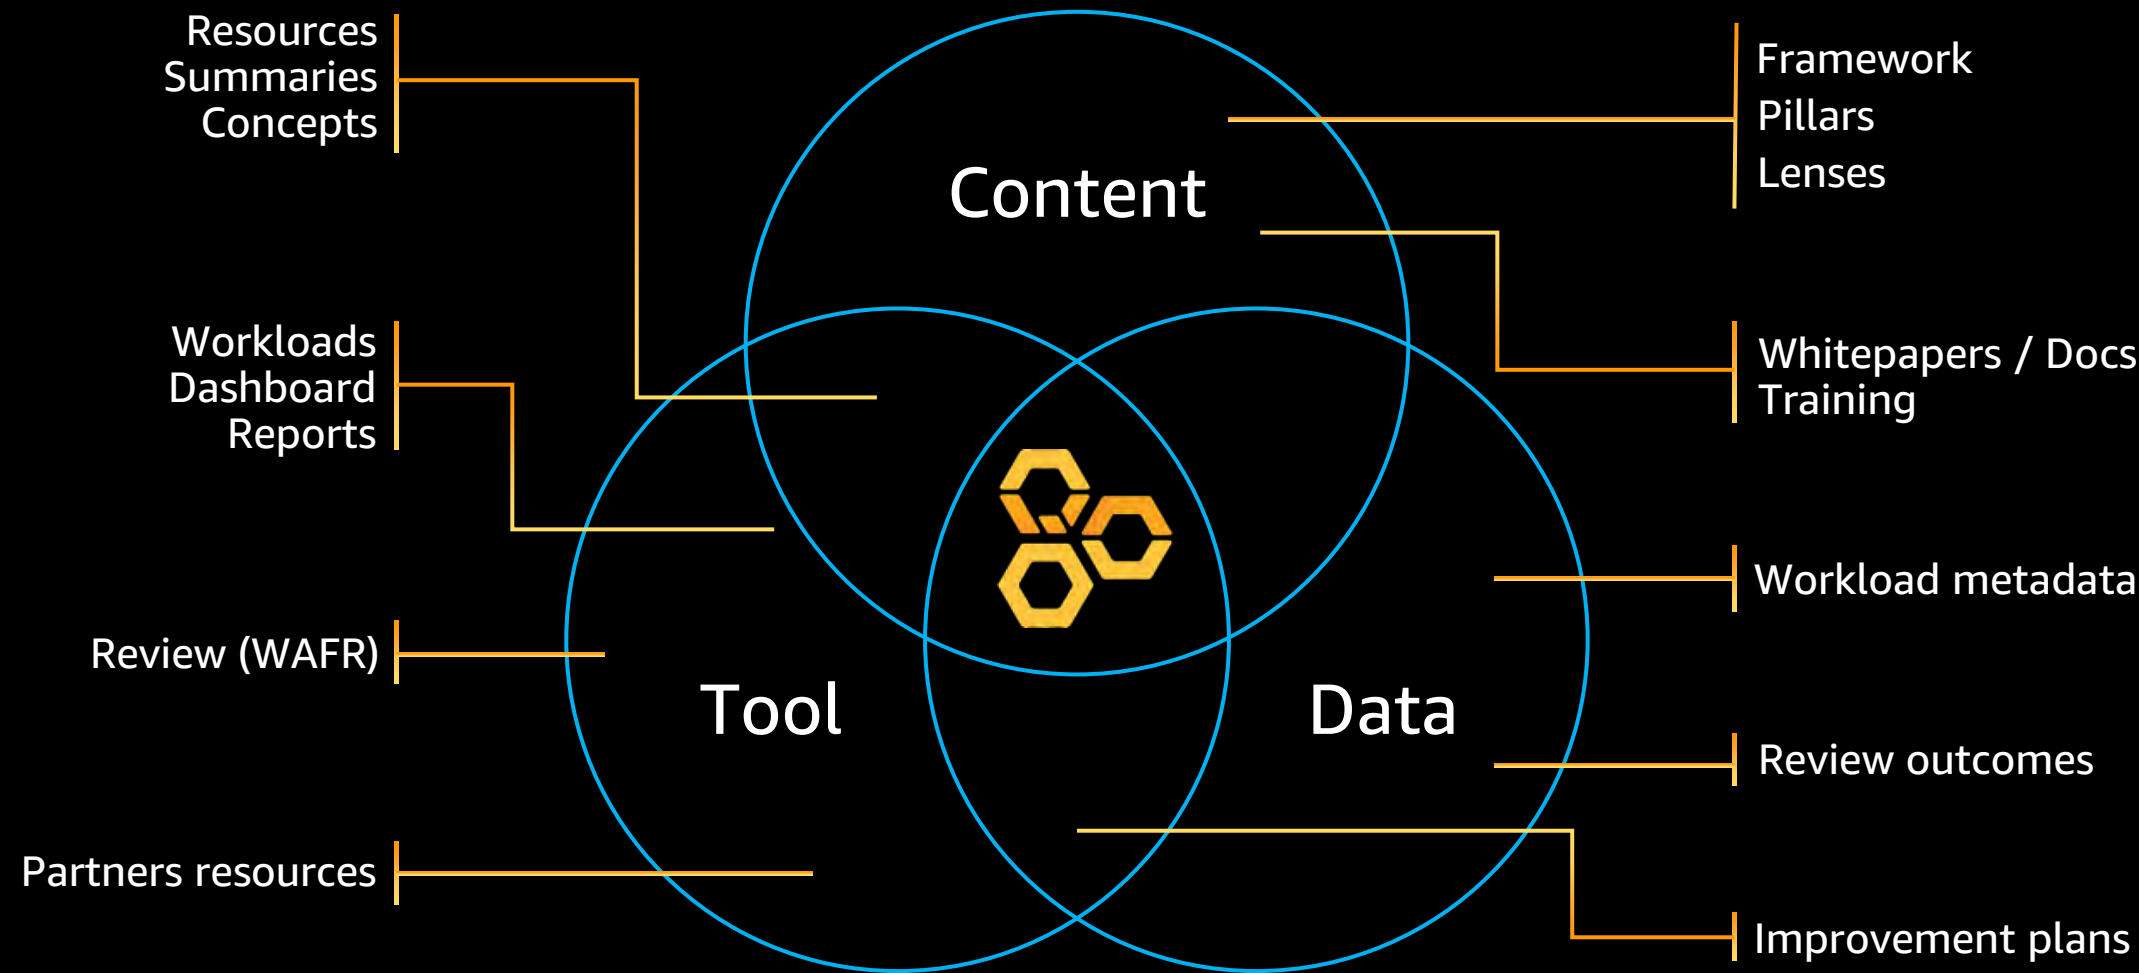 Resources
Summaries
Concepts
Framework
Pillars
Lenses
Content
Workloads
Dashboard
Reports
Whitepapers / Docs
Training
Workload metadata
Review (WAFR)
Tool
Data
Review outcomes
Partners resources
Improvement plans